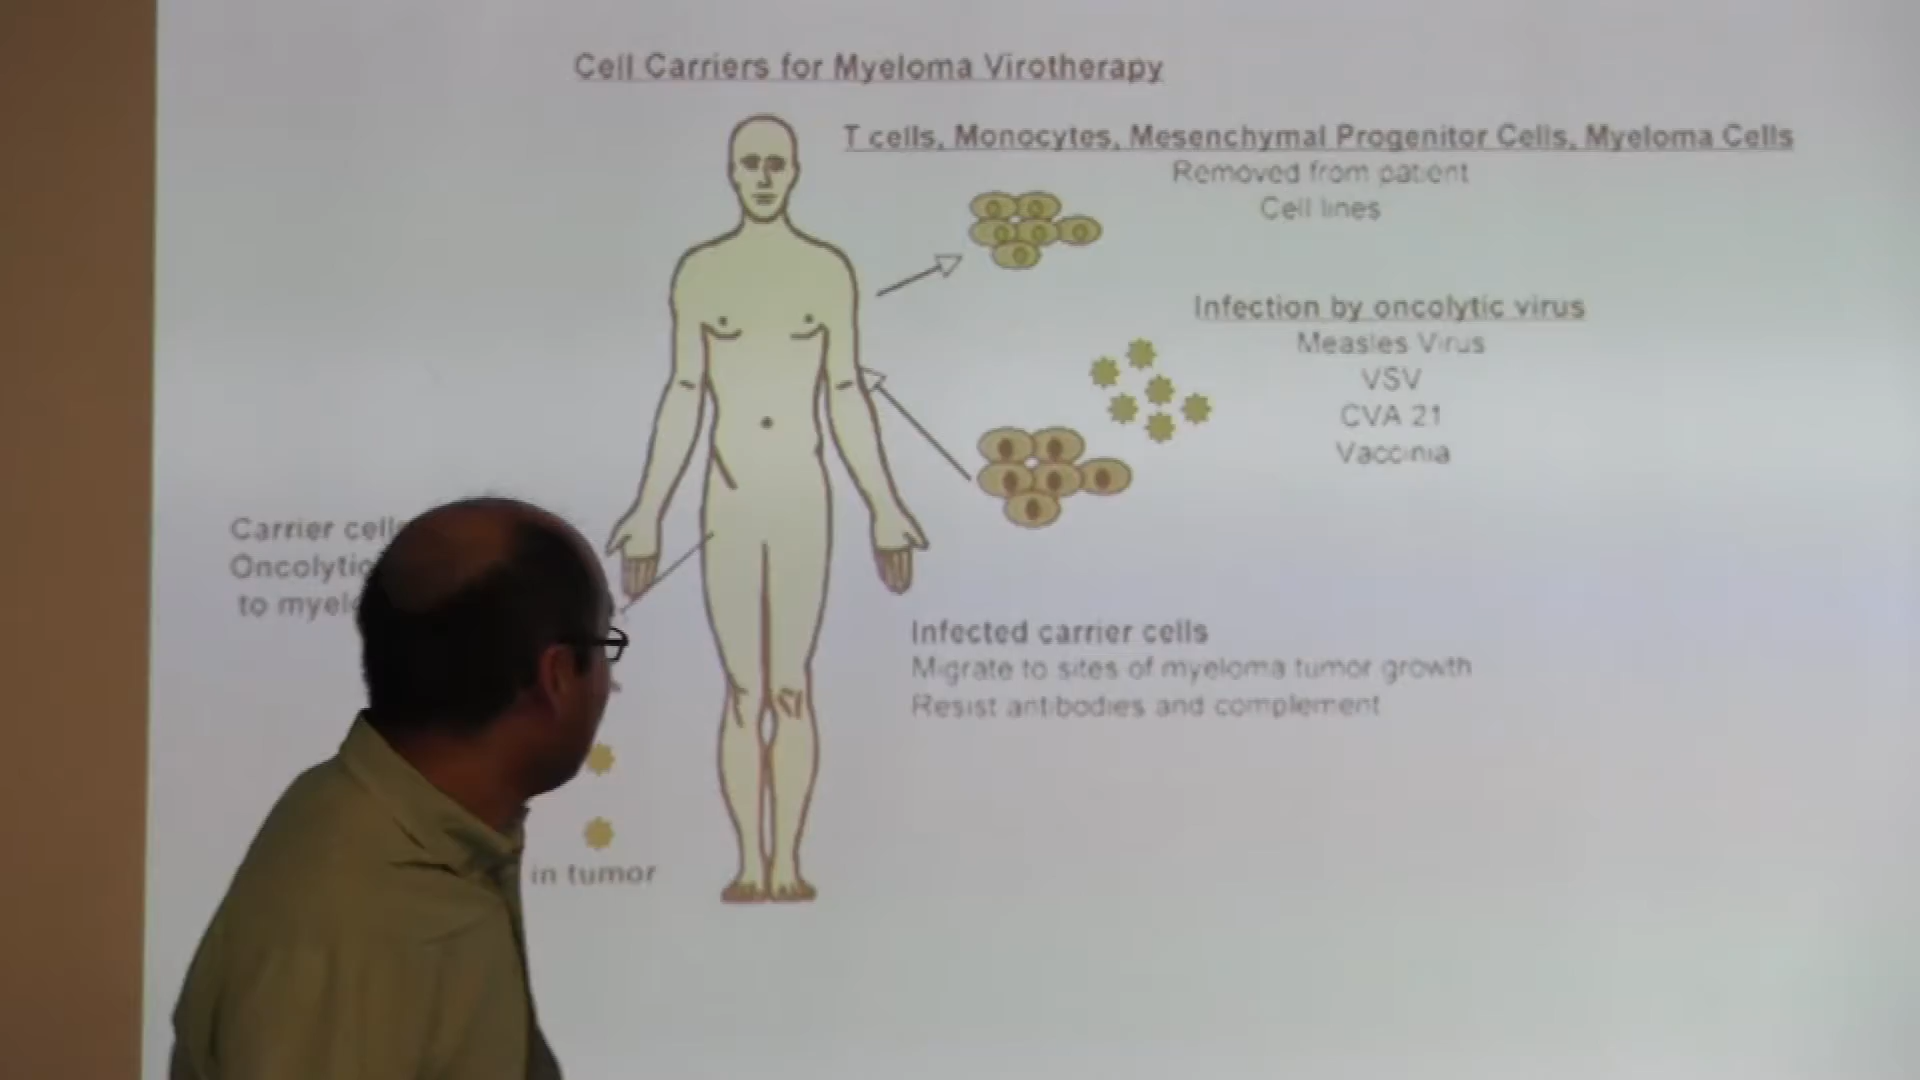 Cell Carriers for Myeloma Virotherapy
T cells, Monocytes, Mesenchymal Progenitor Cells, Myeloma Cells
Removed from patient
Cell lines
Infection by oncolytic virus
Measles Virus
VSV
CVA 21
Vaccinia
Carrier
Oncolytic
to
Infected carrier cells
Migrate to sites of myeloma tumor growth
Resist antibodies and complement
in tumor